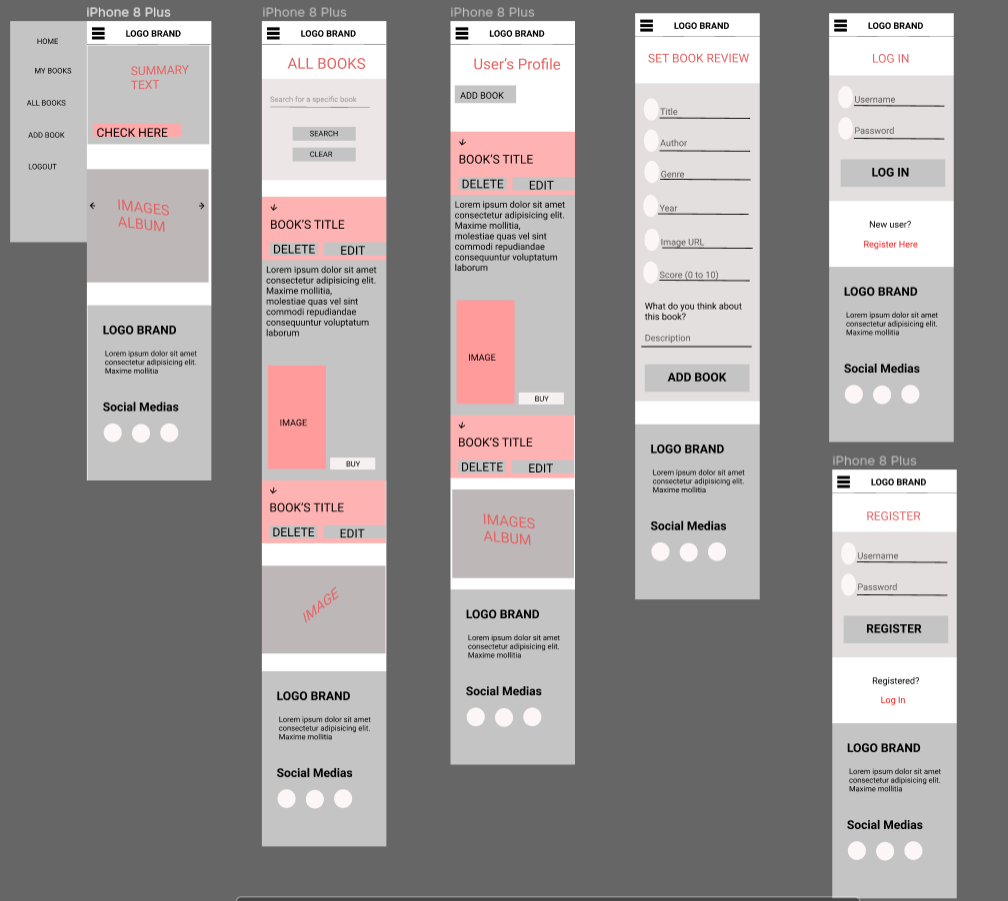 HOME
MY BOOKS
ALL BOOKS
ADD BOOK
LOGOUT
iPhone 8 Plus
LOGO BRAND
SUMMARY
TEXT
CHECK HERE
IMAGES
ALBUM
LOGO BRAND
Lorem ipsum dolor sit amet
consectetur adipisicing elit.
Maxime mollitia
Social Medias
iPhone 8 Plus
LOGO BRAND
ALL BOOKS
Search for a specific book
SEARCH
CLEAR
BOOK'S TITLE
DELETE
EDIT
Lorem ipsum dolor sit amet
consectetur adipisicing elit.
Maxime mollitia,
molestiae quas vel sint
commodi repudiandae
consequuntur voluptatum
laborum
IMAGE
BUY
BOOK'S TITLE
DELETE
EDIT
IMAGE
LOGO BRAND
Lorem ipsum dolor sit amet
consectetur adipisicing elit.
Maxime mollitia
Social Medias
iPhone 8 Plus
LOGO BRAND
User's Profile
ADD BOOK
BOOK'S TITLE
DELETE
EDIT
Lorem ipsum dolor sit amet
consectetur adipisicing elit.
Maxime mollitia,
molestiae quas vel sint
commodi repudiandae
consequuntur voluptatum
laborum
IMAGE
BUY
BOOK'S TITLE
DELETE
EDIT
IMAGES
ALBUM
LOGO BRAND
Lorem ipsum dolor sit amet
consectetur adipisicing elit.
Maxime mollitia
Social Medias
LOGO BRAND
SET BOOK REVIEW
Title
Author
Genre
Year
Image URL
Score (0 to 10)
What do you think about
this book?
Description
ADD BOOK
LOGO BRAND
Lorem ipsum dolor sit amet
consectetur adipisicing elit.
Maxime mollitia
Social Medias
LOGO BRAND
LOG IN
Username
Password
LOG IN
New user?
Register Here
LOGO BRAND
Lorem ipsum dolor sit amet
consectetur adipisicing elit.
Maxime mollitia
Social Medias
iPhone 8 Plus
LOGO BRAND
REGISTER
Username
Password
REGISTER
Registered?
Log In
LOGO BRAND
Lorem ipsum dolor sit amet
consectetur adipisicing elit.
Maxime mollitia
Social Medias